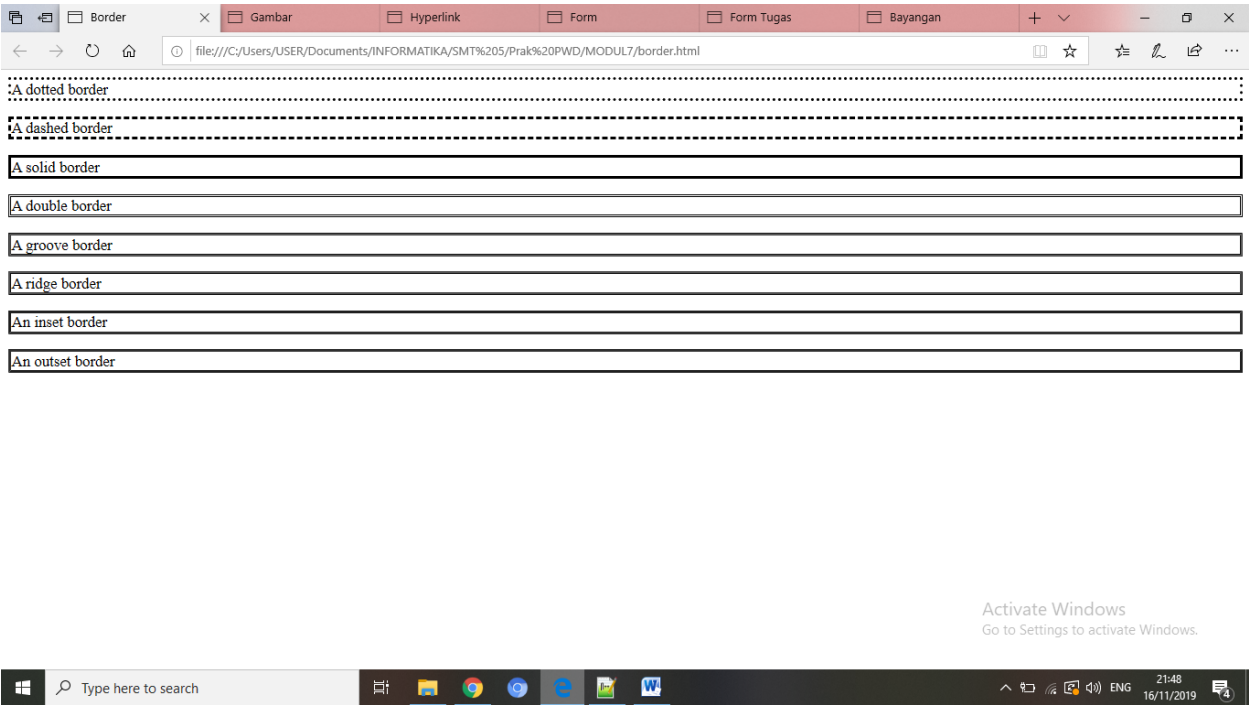 Border
Gambar
Hyperlink
Form
Form Tugas
Bayangan
file:///C:/Users/USER/Documents/INFORMATIKA/SMT%205/Prak%20PWD/MODUL7/border.html
A dotted border
A dashed border
A solid border
A double border
A groove border
A ridge border
An inset border
An outset border
Activate Windows
Go to Settings to activate Windows.
Type here to search
ENG
21:48
16/11/2019
4